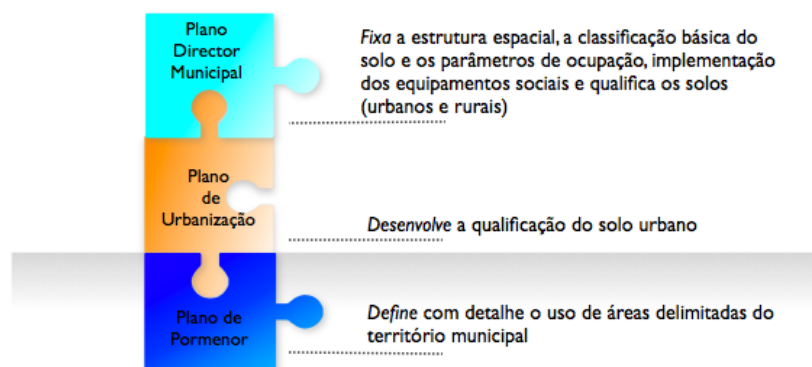 Plano
Director
Municipal
Fixa a estrutura espacial, a classificação básica do
solo e os parâmetros de ocupação, implementação
dos equipamentos sociais e qualifica os solos
(urbanos e rurais)
Plano
de
Urbanização
Desenvolve a qualificação do solo urbano
Plano de
Pormenor
Define com detalhe o uso de áreas delimitadas do
território municipal